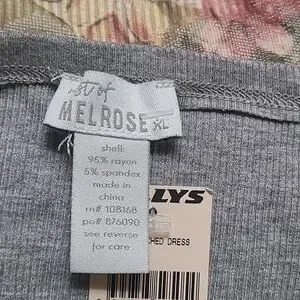 of
MELROSE
XL
shell:
95% rayon
5% spandex
made in
china
rn# 108168
po# 876090
see reverse
for care
LYS
CHED DRESS